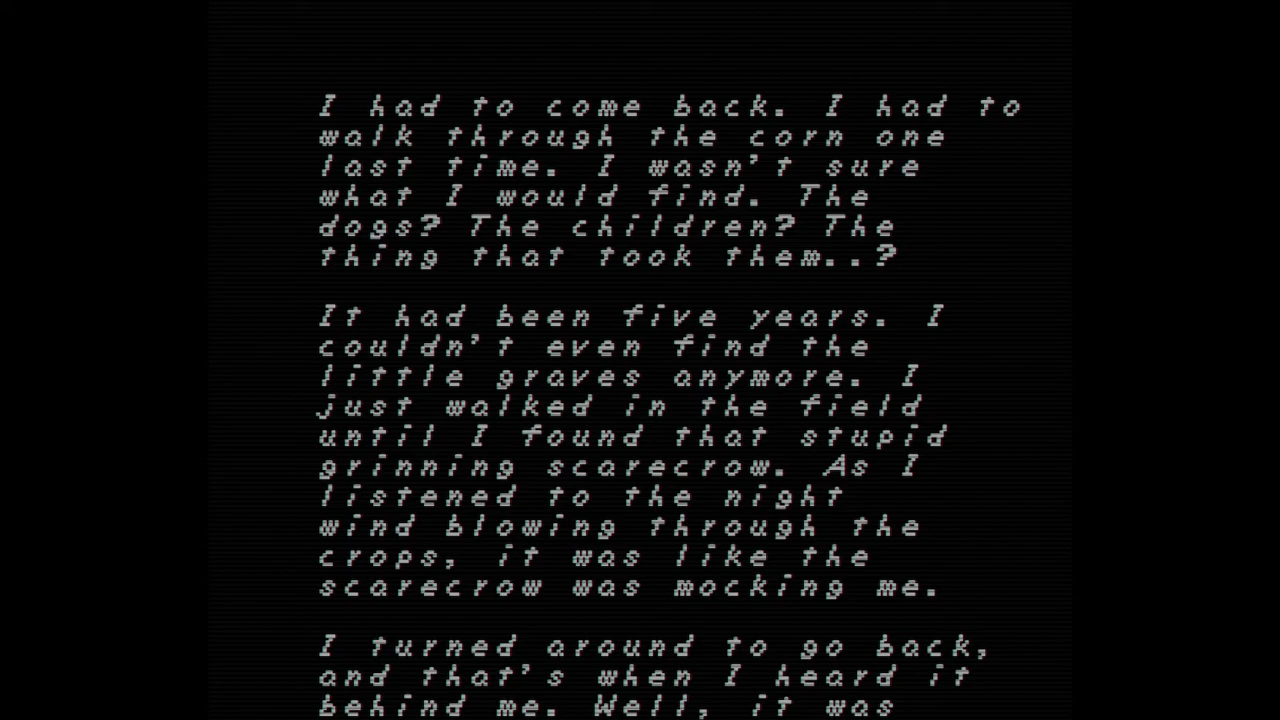 I had to come back. I had to
walk through the corn one
last time. I wasn't sure
what I would find. The
dogs? The children? The
thing that took them..?
It had been five years. I
couldn't even find the
little graves anymore. I
just walked in the field
until I found that stupid
grinning scarecrow. As I
listened to the night
wind blowing through the
crops, it was like the
scarecrow was mocking me.
I turned around to go back,
and that's when I heard it
behind me. Well, it was